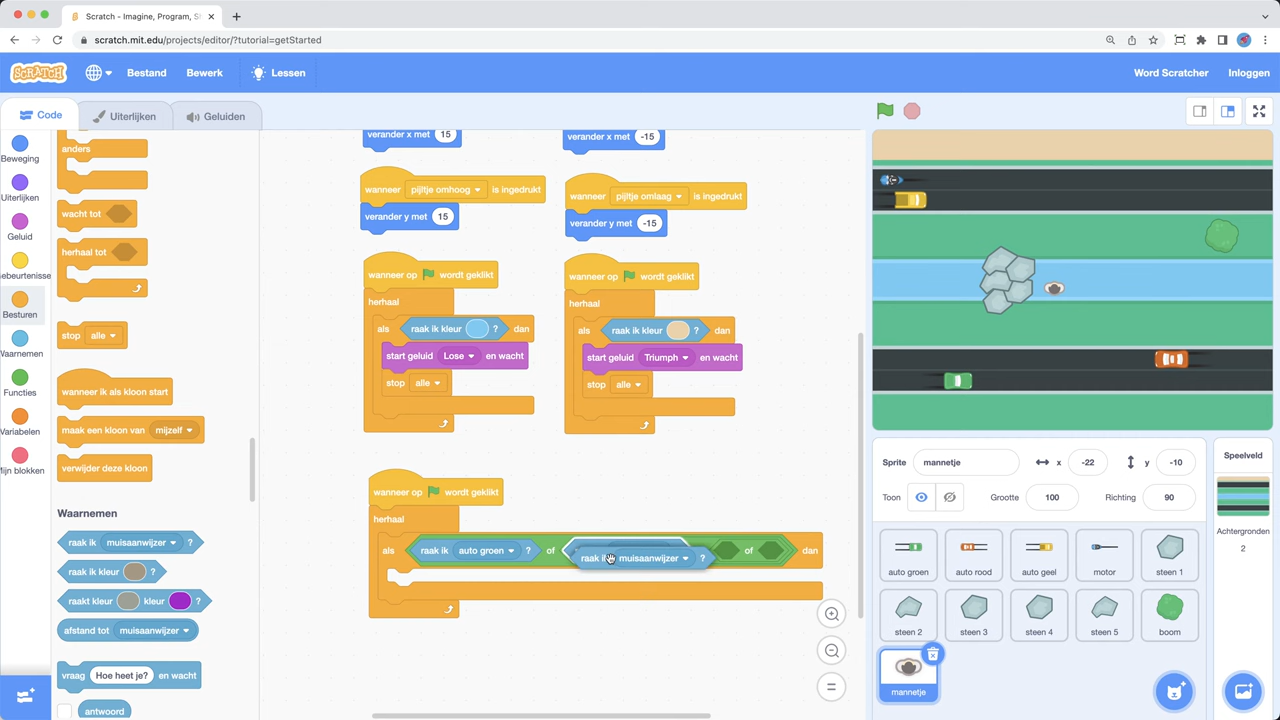 Scratch - Imagine, Program, S
scratch.mit.edu/projects/editor/?tutorial=getStarted
SCRATCH
Bestand
Bewerk
Lessen
Word Scratcher
Inloggen
Code
Uiterlijken
Geluiden
Beweging
Uiterlijken
Geluid
ebeurtenisse
Besturen
Waarnemen
Functies
Variabelen
ijn blokken
anders
wacht tot
herhaal tot
stop alle
wanneer ik als kloon start
maak een kloon van mijzelf
verwijder deze kloon
Waarnemen
raak ik muisaanwijzer ?
raak ik kleur ?
raakt kleur kleur ?
afstand tot muisaanwijzer
vraag Hoe heet je? en wacht
antwoord
verander x met 15
verander x met -15
wanneer pijltje omhoog is ingedrukt
verander y met 15
wanneer pijltje omlaag is ingedrukt
verander y met -15
wanneer op wordt geklikt
herhaal
als raak ik kleur ? dan
start geluid Lose en wacht
stop alle
wanneer op wordt geklikt
herhaal
als raak ik kleur ? dan
start geluid Triumph en wacht
stop alle
wanneer op wordt geklikt
herhaal
als raak ik auto groen ? of raak ik muisaanwijzer ? of dan
Sprite mannetje x -22 y -10
Toon Grootte 100 Richting 90
auto groen
auto rood
auto geel
motor
steen 1
steen 2
steen 3
steen 4
steen 5
boom
mannetje
Speelveld
Achtergronden
2